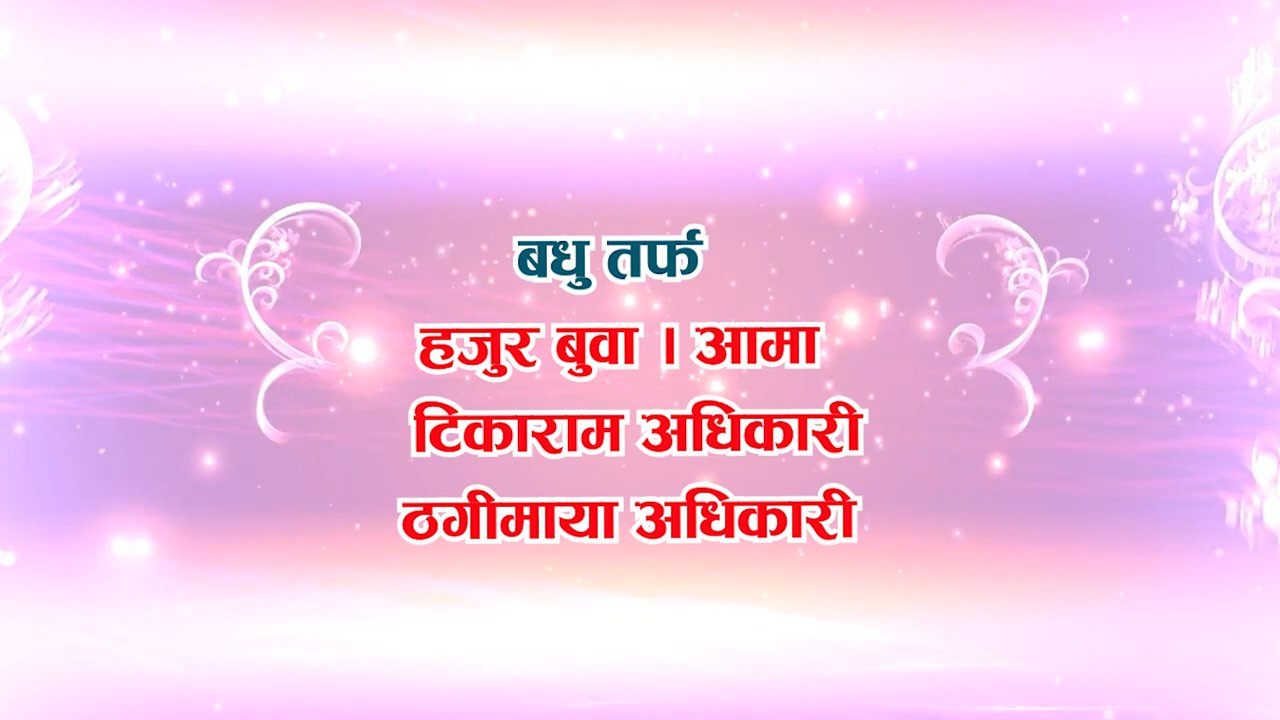 बधु तर्फ
हजुर बुवा । आमा
टिकाराम अधिकारी
ठगीमाया अधिकारी